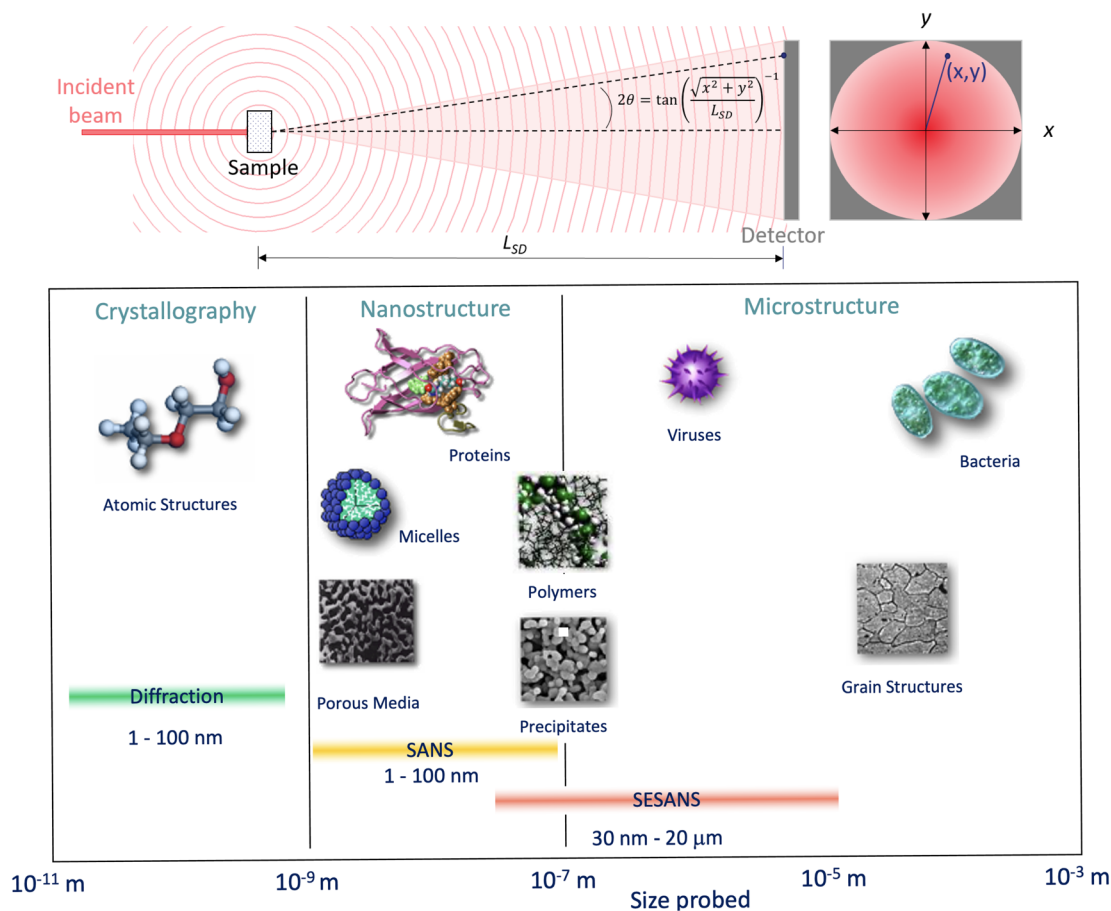 y
Incident
beam
2θ = tan(√(x² + y²) / L_SD)⁻¹
(x,y)
x
Sample
Detector
L_SD
Crystallography
Nanostructure
Microstructure
Proteins
Viruses
Bacteria
Atomic Structures
Micelles
Polymers
Diffraction
Porous Media
Grain Structures
1 - 100 nm
Precipitates
SANS
1 - 100 nm
SESANS
30 nm - 20 µm
10⁻¹¹ m
10⁻⁹ m
10⁻⁷ m
10⁻⁵ m
10⁻³ m
Size probed